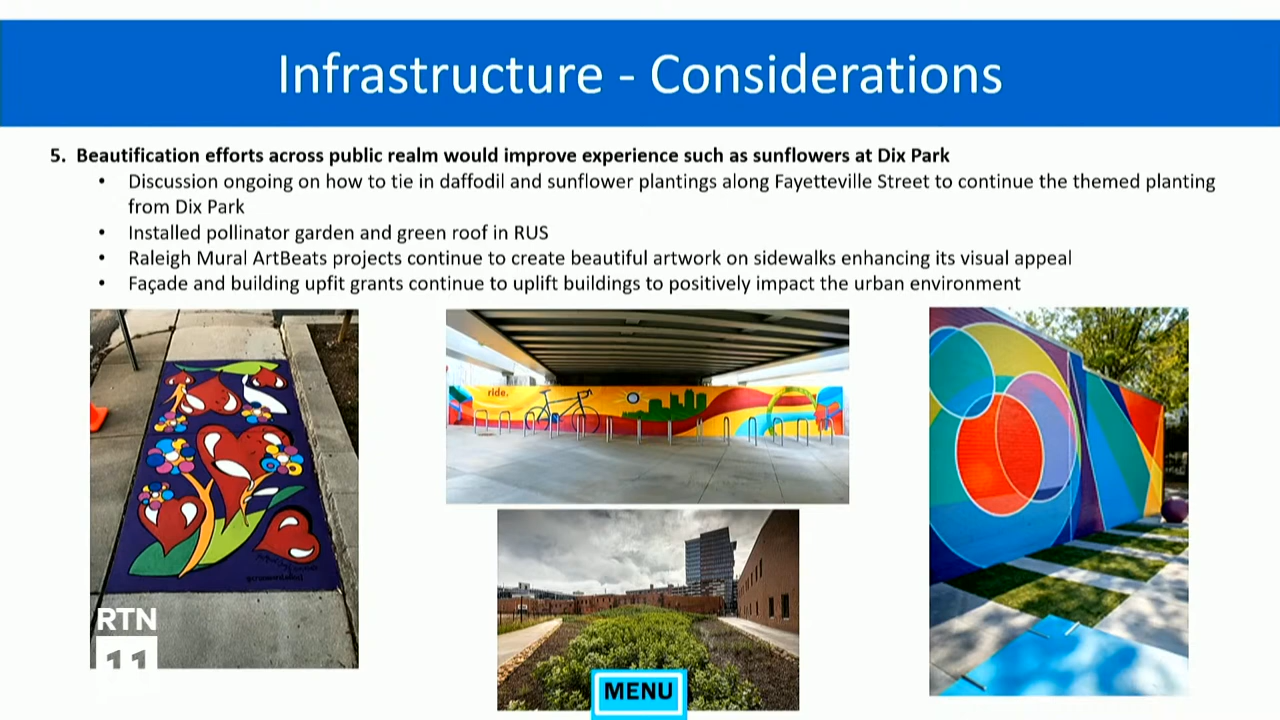 Infrastructure - Considerations
5. Beautification efforts across public realm would improve experience such as sunflowers at Dix Park
• Discussion ongoing on how to tie in daffodil and sunflower plantings along Fayetteville Street to continue the themed planting
from Dix Park
• Installed pollinator garden and green roof in RUS
• Raleigh Mural ArtBeats projects continue to create beautiful artwork on sidewalks enhancing its visual appeal
• Façade and building upfit grants continue to uplift buildings to positively impact the urban environment
ride.
RTN
11
MENU